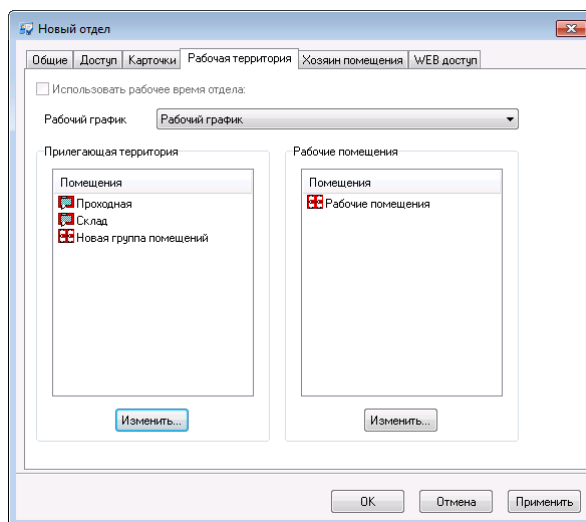 Новый отдел
Общие Доступ Карточки Рабочая территория Хозяин помещения WEB доступ
Использовать рабочее время отдела:
Рабочий график Рабочий график
Прилегающая территория Рабочие помещения
Помещения Помещения
Проходная Рабочие помещения
Склад
Новая группа помещений
Изменить... Изменить...
OK Отмена Применить